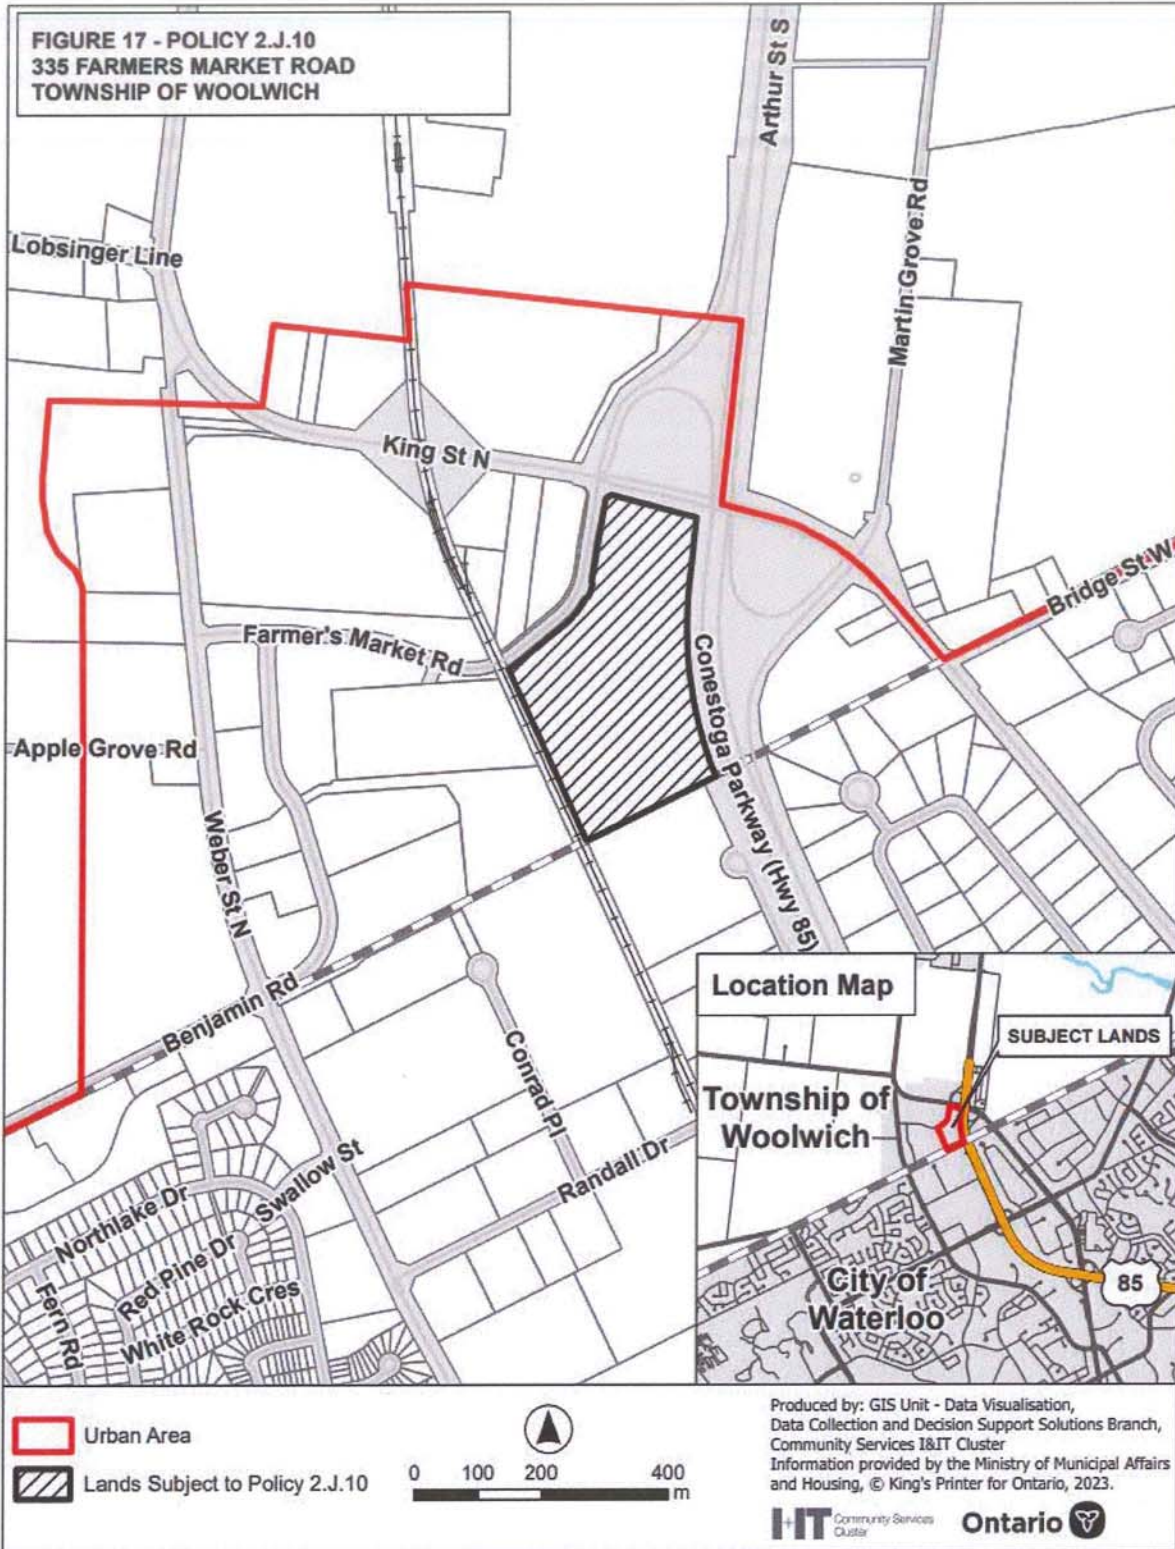 FIGURE 17 - POLICY 2.J.10
335 FARMERS MARKET ROAD
TOWNSHIP OF WOOLWICH
Arthur St S
Lobsinger Line
Martin Grove Rd
King St N
Bridge St W
Farmer's Market Rd
Conestoga Parkway (Hwy 85)
Apple Grove Rd
Weber St N
Benjamin Rd
Conrad Pl
Randall Dr
Swallow St
Northlake Dr
Red Pine Dr
Fern Rd
White Rock Cres
Location Map
SUBJECT LANDS
Township of
Woolwich
City of
Waterloo
85
Urban Area
Lands Subject to Policy 2.J.10
0 100 200 400
m
Produced by: GIS Unit - Data Visualisation,
Data Collection and Decision Support Solutions Branch,
Community Services I&IT Cluster
Information provided by the Ministry of Municipal Affairs
and Housing, © King's Printer for Ontario, 2023.
I+IT Community Services
Cluster
Ontario